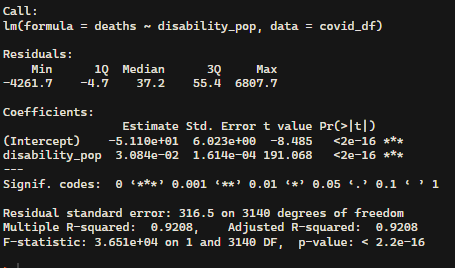 Call:
lm(formula = deaths ~ disability_pop, data = covid_df)
Residuals:
    Min      1Q  Median      3Q     Max
-4261.7    -4.7    37.2    55.4  6807.7
Coefficients:
                 Estimate Std. Error t value Pr(>|t|)
(Intercept)    -5.110e+01  6.023e+00  -8.485   <2e-16 ***
disability_pop  3.084e-02  1.614e-04 191.068   <2e-16 ***
---
Signif. codes:  0 ‘***’ 0.001 ‘**’ 0.01 ‘*’ 0.05 ‘.’ 0.1 ‘ ’ 1
Residual standard error: 316.5 on 3140 degrees of freedom
Multiple R-squared:  0.9208,    Adjusted R-squared:  0.9208
F-statistic: 3.651e+04 on 1 and 3140 DF,  p-value: < 2.2e-16